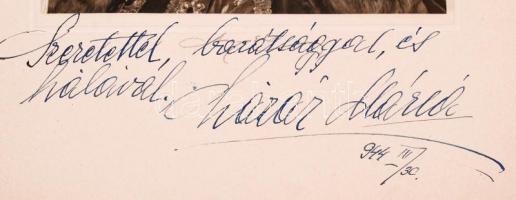 Szeretettel, barátsággal, és
hálával.
Lázár Mária
944 III/30.